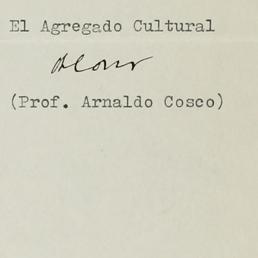 El Agregado Cultural
(Prof. Arnaldo Cosco)